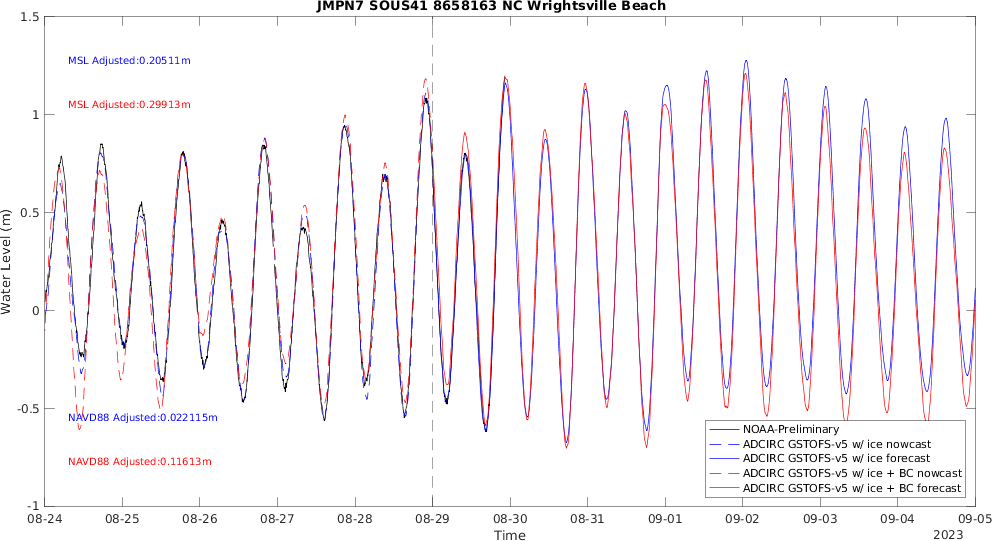 JMPN7 SOUS41 8658163 NC Wrightsville Beach
1.5
1
0.5
0
-0.5
-1
Water Level (m)
MSL Adjusted:0.20511m
MSL Adjusted:0.29913m
NAVD88 Adjusted:0.022115m
NAVD88 Adjusted:0.11613m
NOAA-Preliminary
ADCIRC GSTOFS-v5 w/ ice nowcast
ADCIRC GSTOFS-v5 w/ ice forecast
ADCIRC GSTOFS-v5 w/ ice + BC nowcast
ADCIRC GSTOFS-v5 w/ ice + BC forecast
08-24 08-25 08-26 08-27 08-28 08-29 08-30 08-31 09-01 09-02 09-03 09-04 09-05
Time
2023